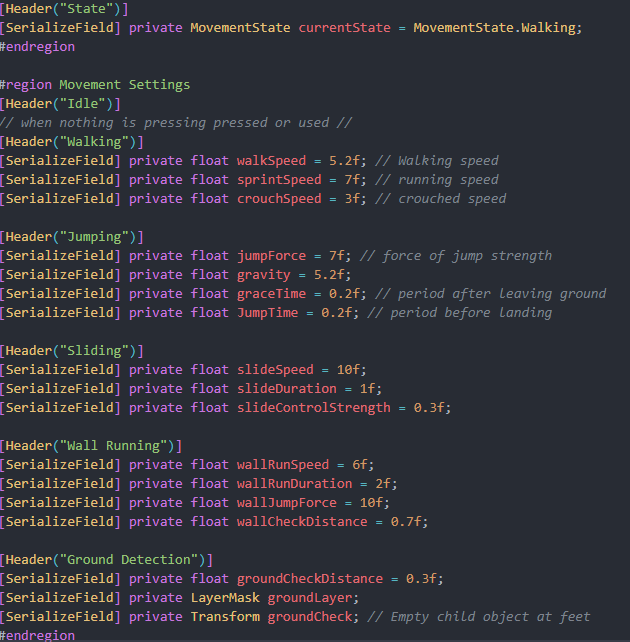 [Header("State")]
[SerializeField] private MovementState currentState = MovementState.Walking;
#endregion
#region Movement Settings
[Header("Idle")]
// when nothing is pressing pressed or used //
[Header("Walking")]
[SerializeField] private float walkSpeed = 5.2f; // Walking speed
[SerializeField] private float sprintSpeed = 7f; // running speed
[SerializeField] private float crouchSpeed = 3f; // crouched speed
[Header("Jumping")]
[SerializeField] private float jumpForce = 7f; // force of jump strength
[SerializeField] private float gravity = 5.2f;
[SerializeField] private float graceTime = 0.2f; // period after leaving ground
[SerializeField] private float JumpTime = 0.2f; // period before landing
[Header("Sliding")]
[SerializeField] private float slideSpeed = 10f;
[SerializeField] private float slideDuration = 1f;
[SerializeField] private float slideControlStrength = 0.3f;
[Header("Wall Running")]
[SerializeField] private float wallRunSpeed = 6f;
[SerializeField] private float wallRunDuration = 2f;
[SerializeField] private float wallJumpForce = 10f;
[SerializeField] private float wallCheckDistance = 0.7f;
[Header("Ground Detection")]
[SerializeField] private float groundCheckDistance = 0.3f;
[SerializeField] private LayerMask groundLayer;
[SerializeField] private Transform groundCheck; // Empty child object at feet
#endregion